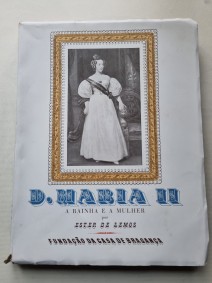 D. MARIA II
A RAINHA E A MULHER
por
ESTER DE LEMOS
FUNDAÇÃO DA CASA DE BRAGANÇA